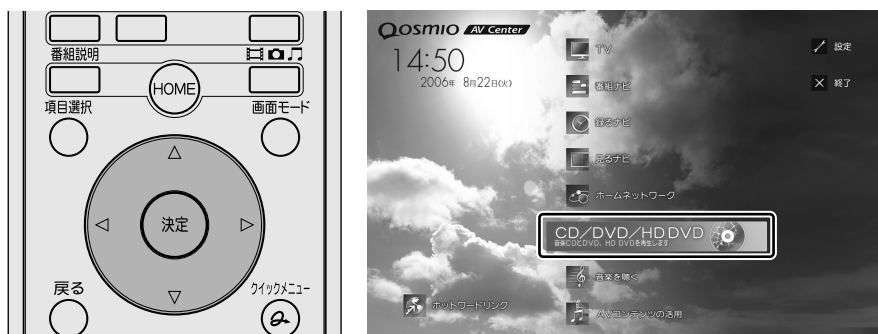 番組説明
HOME
項目選択
画面モード
決定
戻る
クイックメニュー
Qosmio AV Center
14:50
2006年 8月22日(火)
TV
番組ナビ
録るナビ
見るナビ
ホームネットワーク
CD/DVD/HD DVD
音楽CDとDVD、HD DVDを再生します
音楽を聴く
AVコンテンツの活用
ホットワードリンク
設定
終了